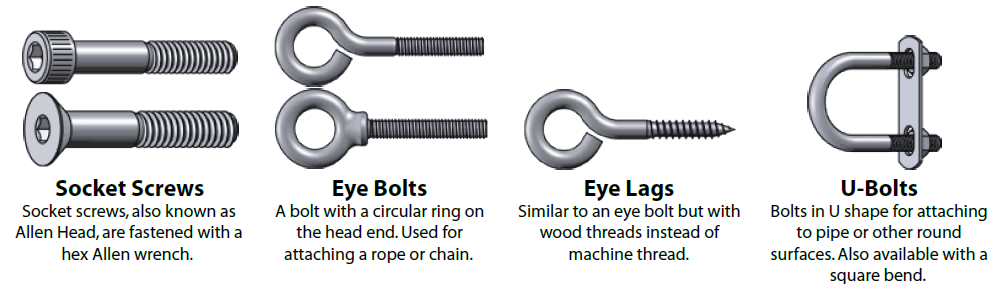 Socket Screws
Socket screws, also known as
Allen Head, are fastened with a
hex Allen wrench.
Eye Bolts
A bolt with a circular ring on
the head end. Used for
attaching a rope or chain.
Eye Lags
Similar to an eye bolt but with
wood threads instead of
machine thread.
U-Bolts
Bolts in U shape for attaching
to pipe or other round
surfaces. Also available with a
square bend.